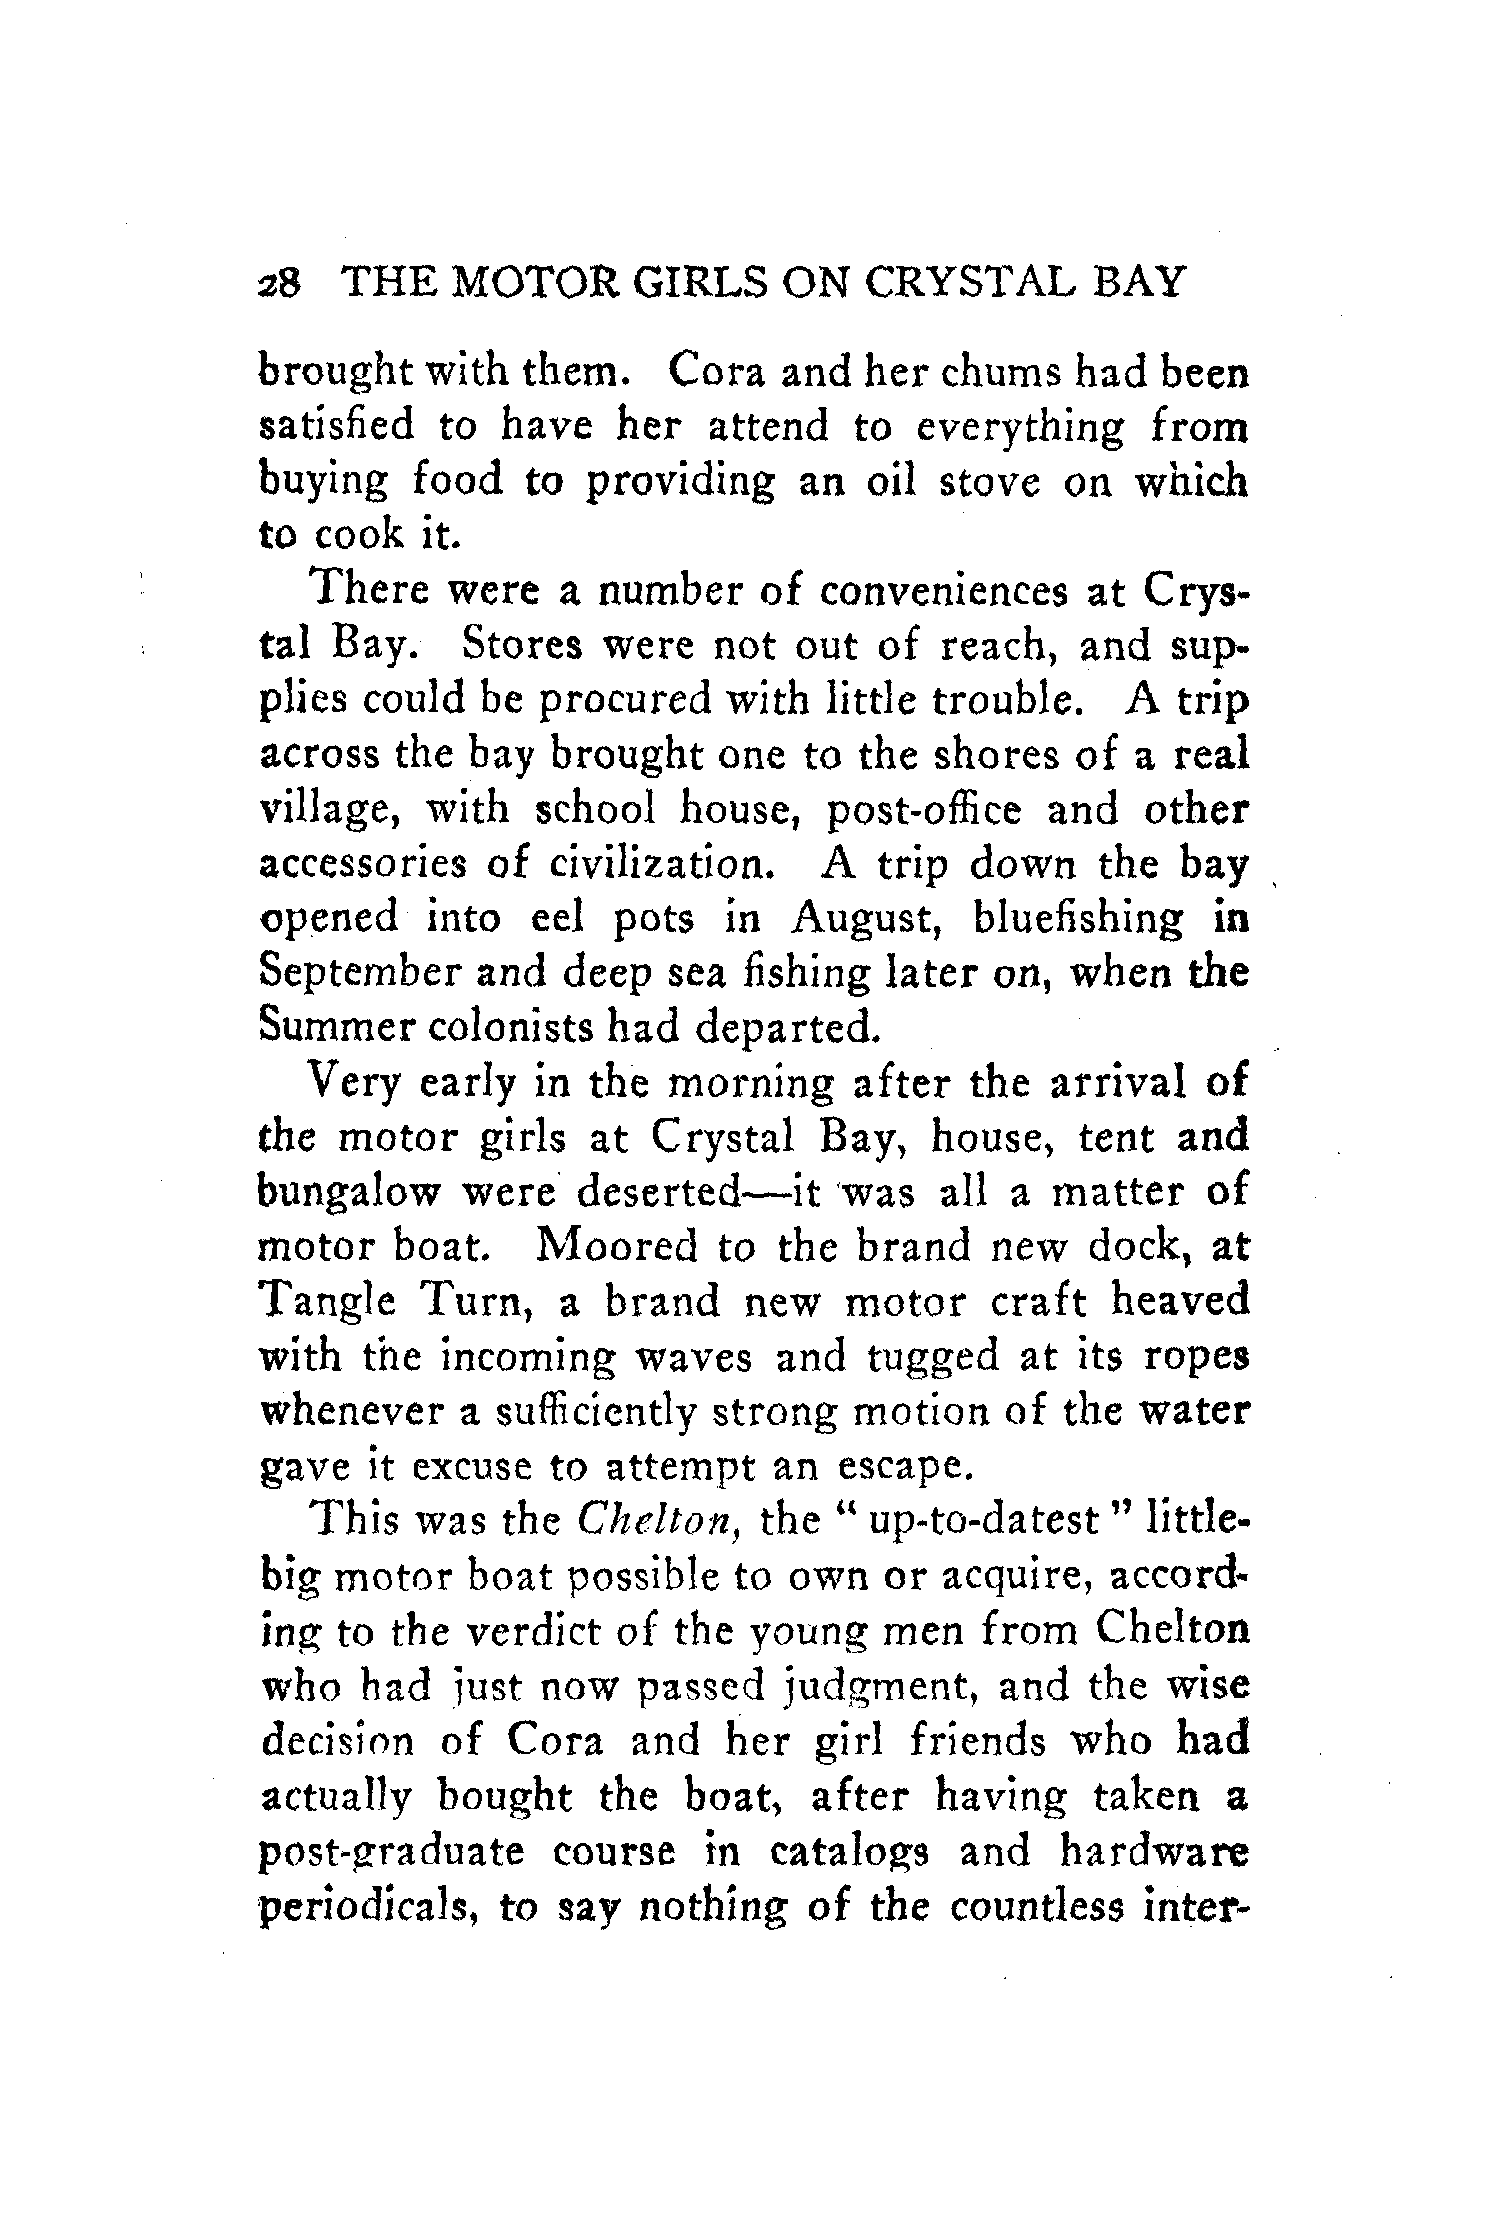 28 THE MOTOR GIRLS ON CRYSTAL BAY
brought with them. Cora and her chums had been
satisfied to have her attend to everything from
buying food to providing an oil stove on which
to cook it.
There were a number of conveniences at Crys-
tal Bay. Stores were not out of reach, and sup-
plies could be procured with little trouble. A trip
across the bay brought one to the shores of a real
village, with school house, post-office and other
accessories of civilization. A trip down the bay
opened into eel pots in August, bluefishing in
September and deep sea fishing later on, when the
Summer colonists had departed.
Very early in the morning after the arrival of
the motor girls at Crystal Bay, house, tent and
bungalow were deserted—it was all a matter of
motor boat. Moored to the brand new dock, at
Tangle Turn, a brand new motor craft heaved
with the incoming waves and tugged at its ropes
whenever a sufficiently strong motion of the water
gave it excuse to attempt an escape.
This was the Chelton, the " up-to-datest " little-
big motor boat possible to own or acquire, accord-
ing to the verdict of the young men from Chelton
who had just now passed judgment, and the wise
decision of Cora and her girl friends who had
actually bought the boat, after having taken a
post-graduate course in catalogs and hardware
periodicals, to say nothing of the countless inter-